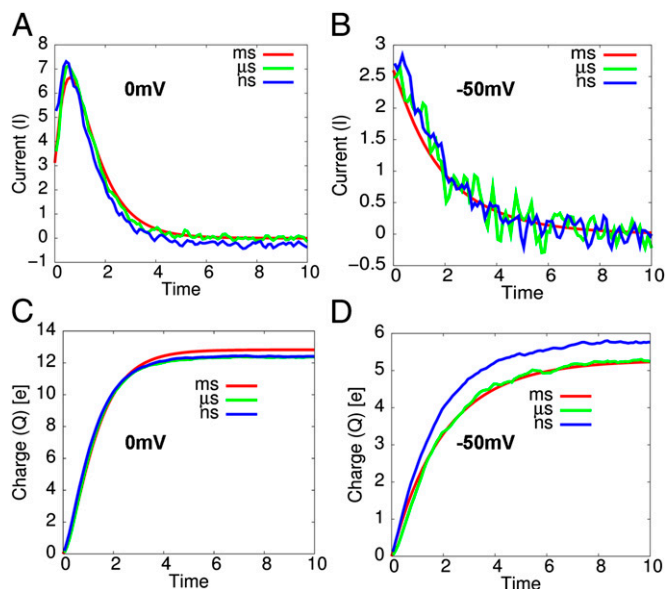 A
8
7
6
5
4
3
2
1
0
−1
Current (I)
0mV
ms
μs
ns
0 2 4 6 8 10
Time
B
3
2.5
2
1.5
1
0.5
0
−0.5
Current (I)
-50mV
ms
μs
ns
0 2 4 6 8 10
Time
C
14
12
10
8
6
4
2
0
Charge (Q) [e]
ms
μs
ns
0mV
0 2 4 6 8 10
Time
D
6
5
4
3
2
1
0
Charge (Q) [e]
ms
μs
ns
-50mV
0 2 4 6 8 10
Time